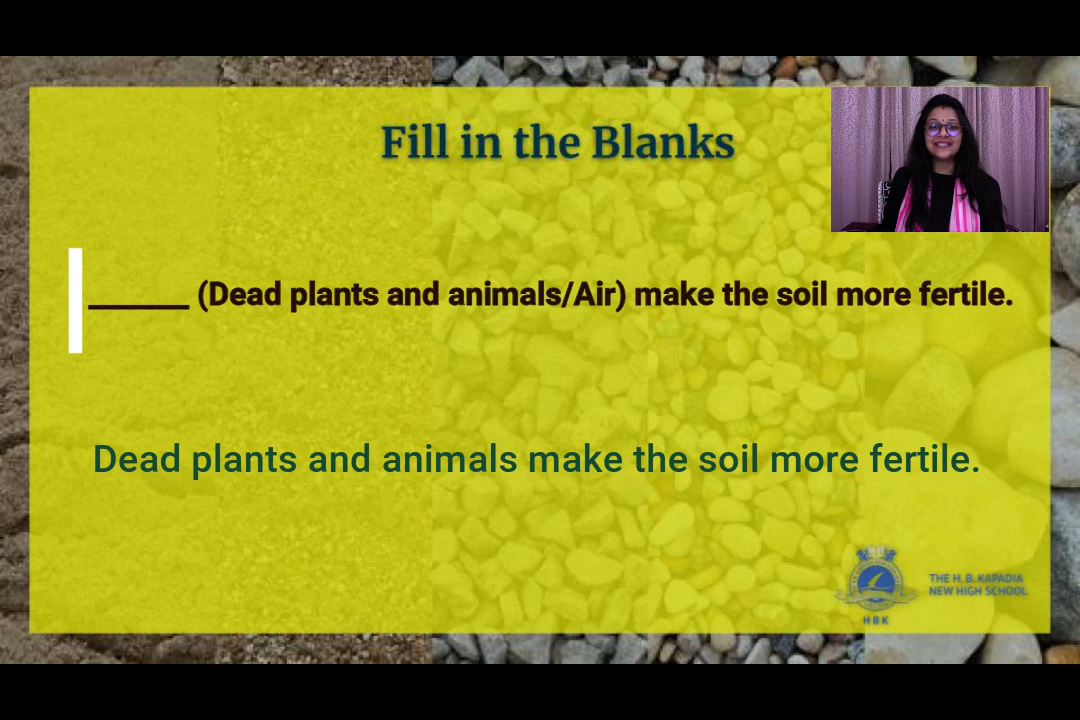 Fill in the Blanks
______ (Dead plants and animals/Air) make the soil more fertile.
Dead plants and animals make the soil more fertile.
THE H. B. KAPADIA
NEW HIGH SCHOOL
HBK